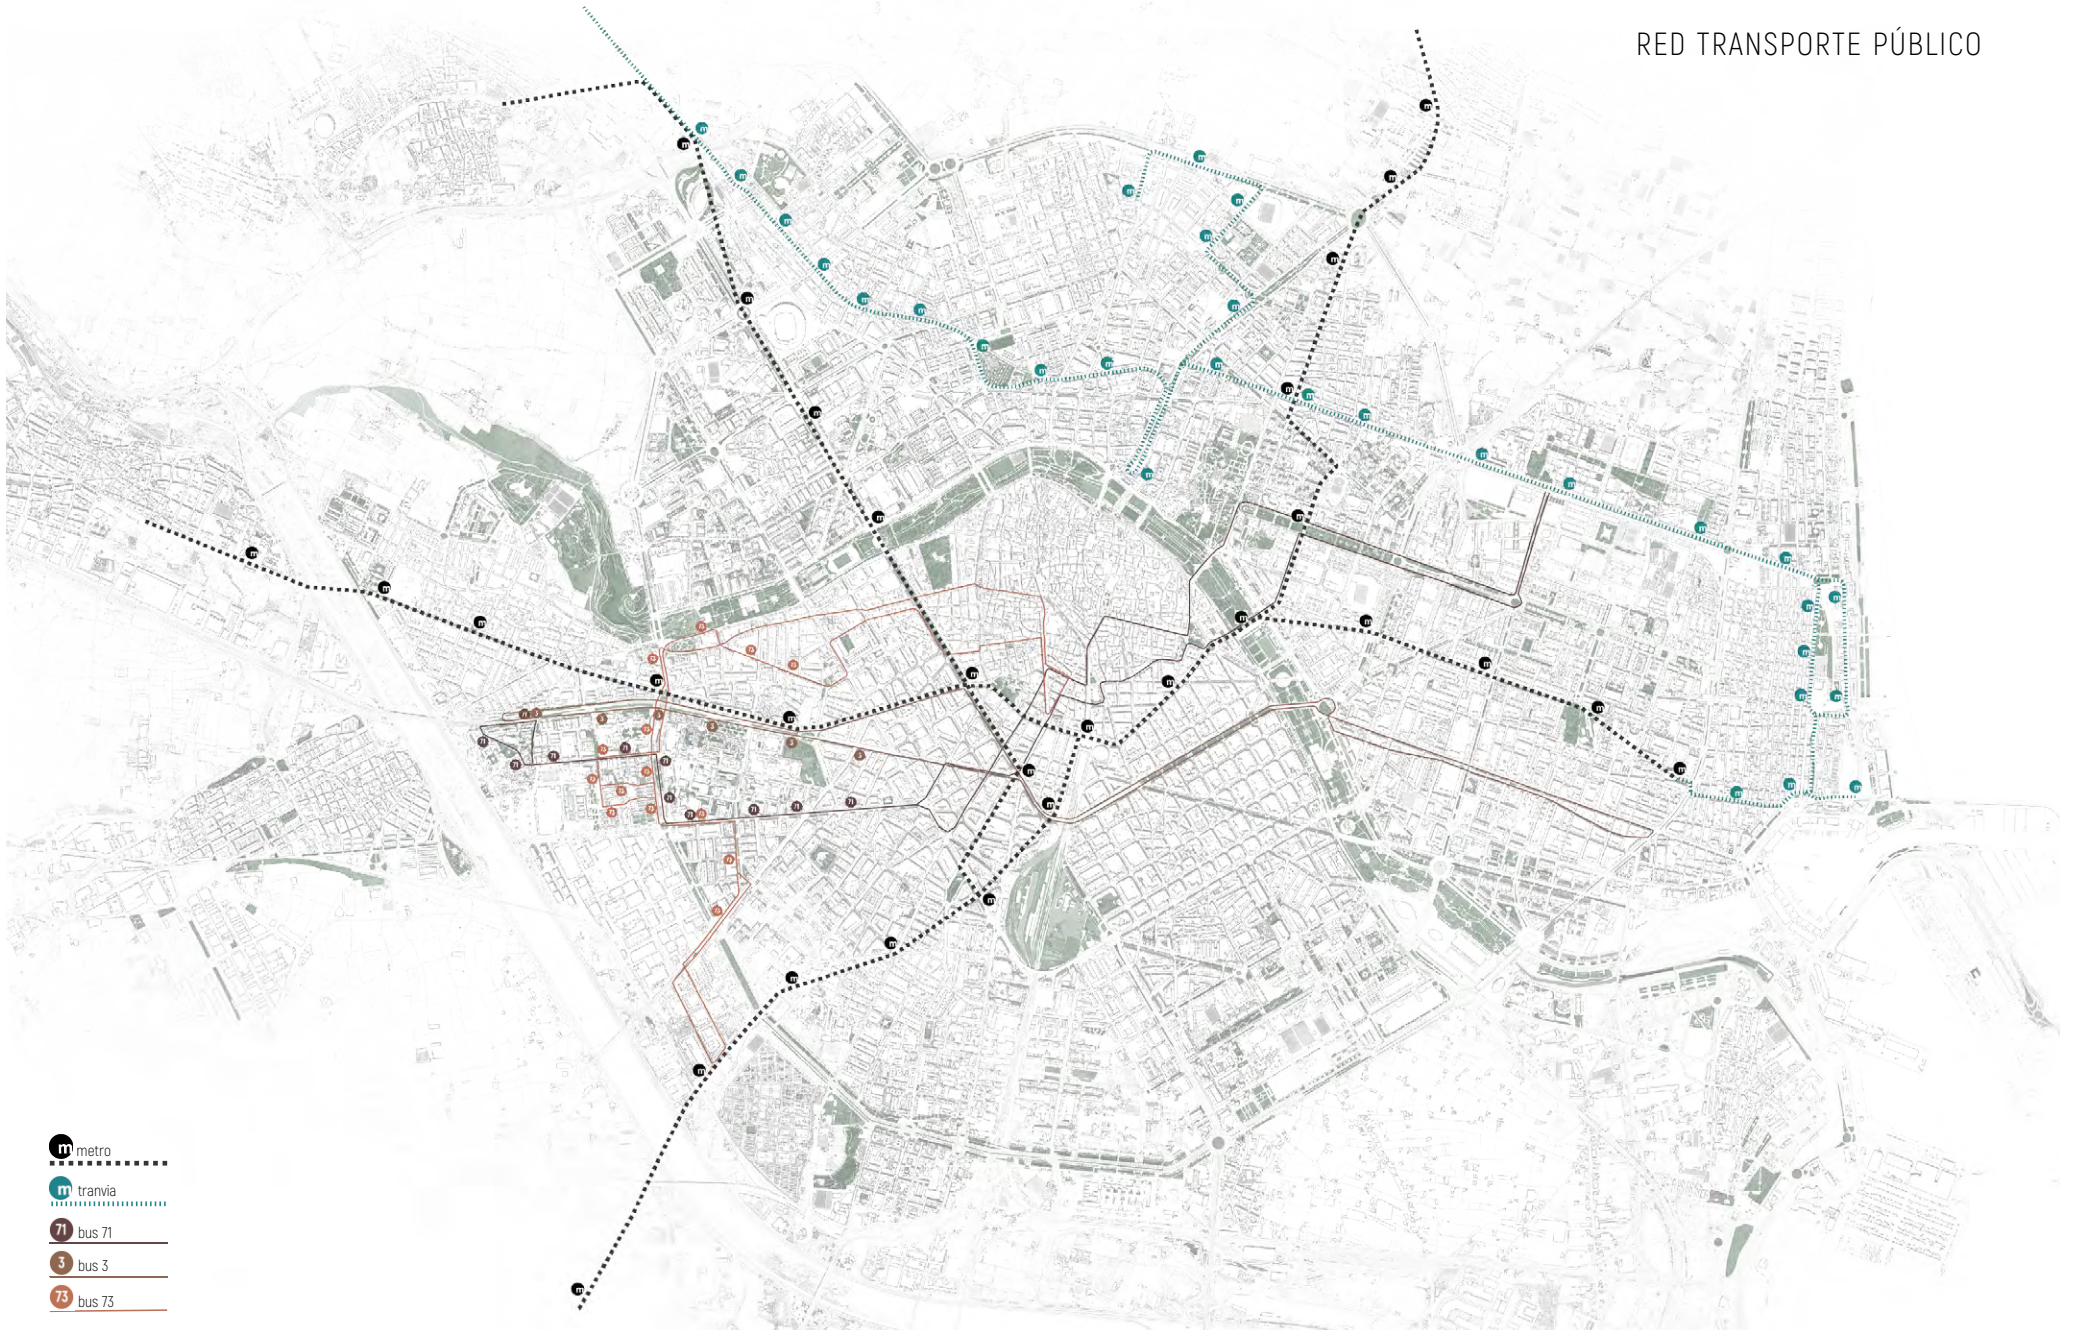 RED TRANSPORTE PÚBLICO
m metro
m tranvia
71 bus 71
3 bus 3
73 bus 73